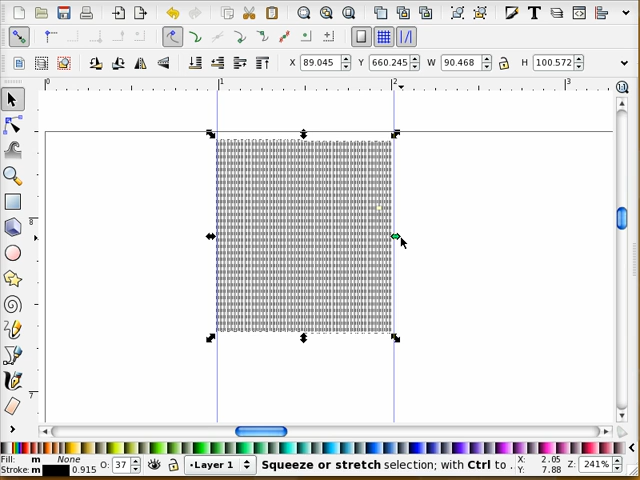 X 89.045 Y 660.245 W 90.468 H 100.572
0 1 2 3
8
7
Fill: m None O: 37 •Layer 1 Squeeze or stretch selection; with Ctrl to . X: 2.05 Z: 241%
Stroke: m 0.915 Y: 7.88